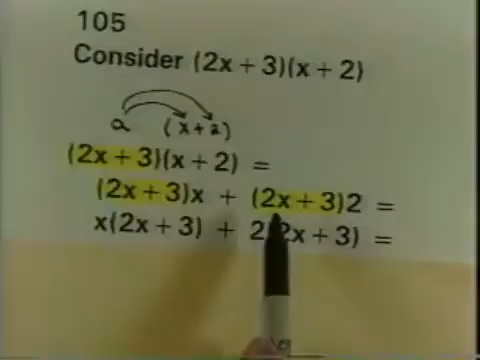 105
Consider (2x + 3)(x + 2)
a (x + 2)
(2x + 3)(x + 2) =
(2x + 3)x + (2x + 3)2 =
x(2x + 3) + 2(2x + 3) =